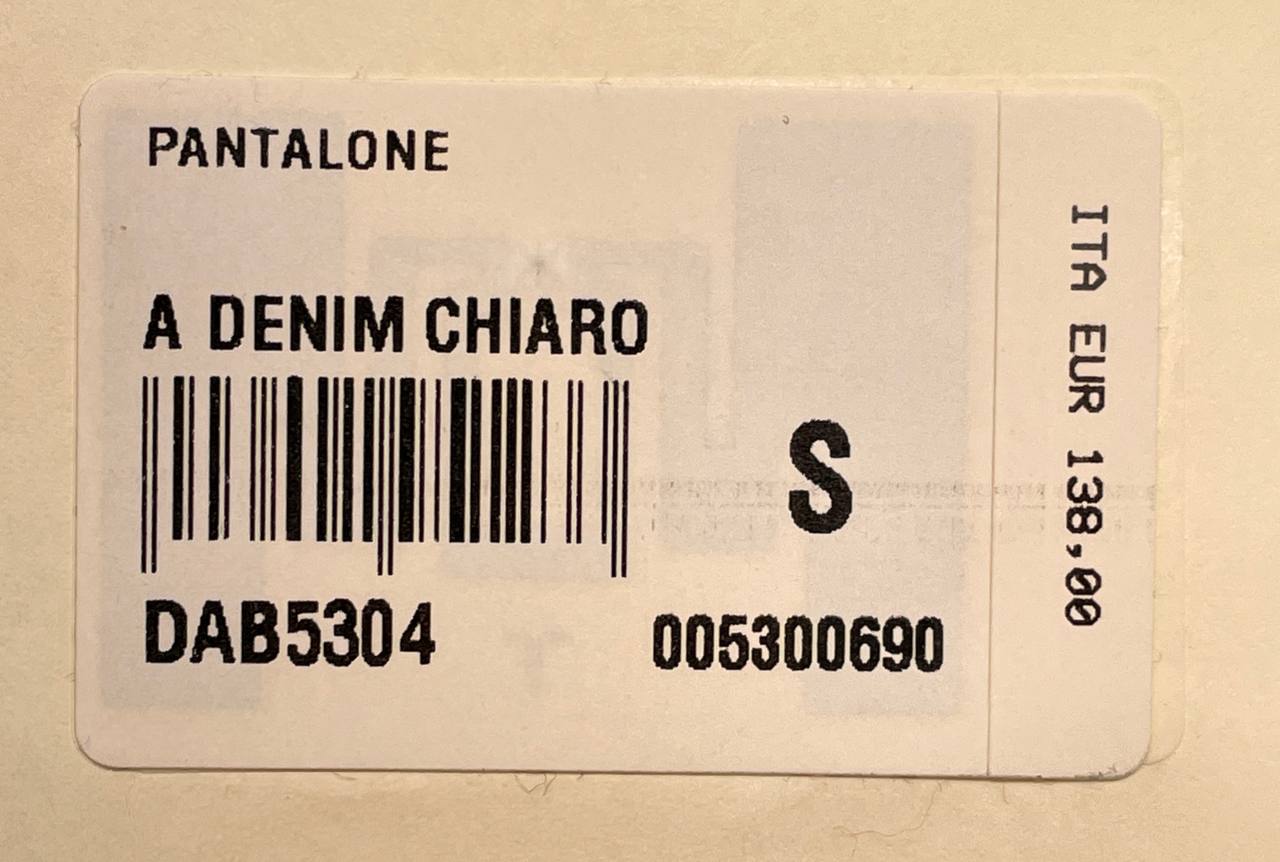 PANTALONE
A DENIM CHIARO
S
DAB5304 005300690
ITA EUR 138,00